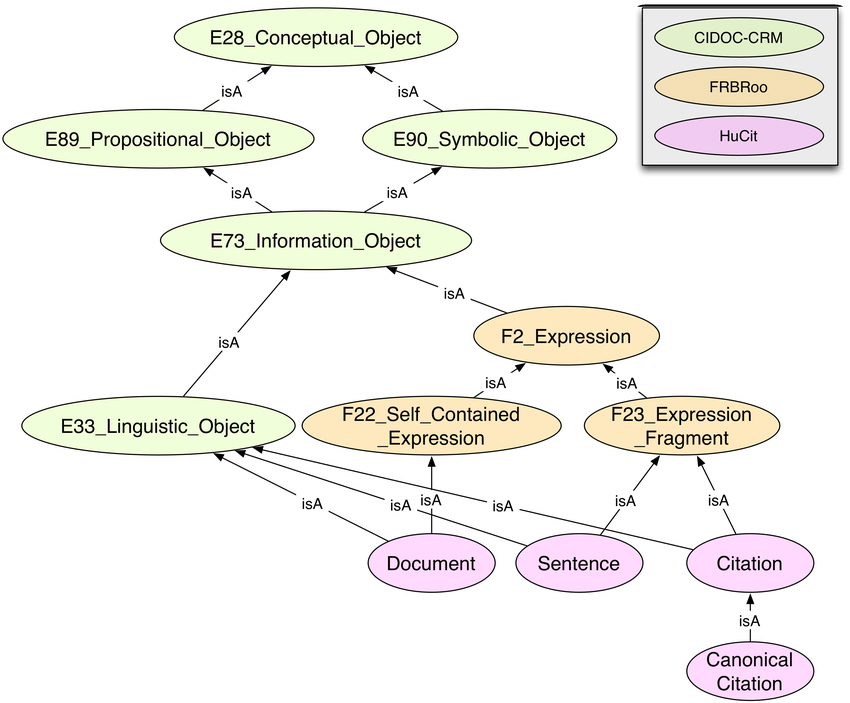 E28_Conceptual_Object
CIDOC-CRM
FRBRoo
HuCit
isA
isA
E89_Propositional_Object
E90_Symbolic_Object
isA
isA
E73_Information_Object
isA
isA
F2_Expression
isA
isA
E33_Linguistic_Object
F22_Self_Contained
_Expression
F23_Expression
_Fragment
isA
isA
isA
isA
isA
isA
Document
Sentence
Citation
isA
Canonical
Citation